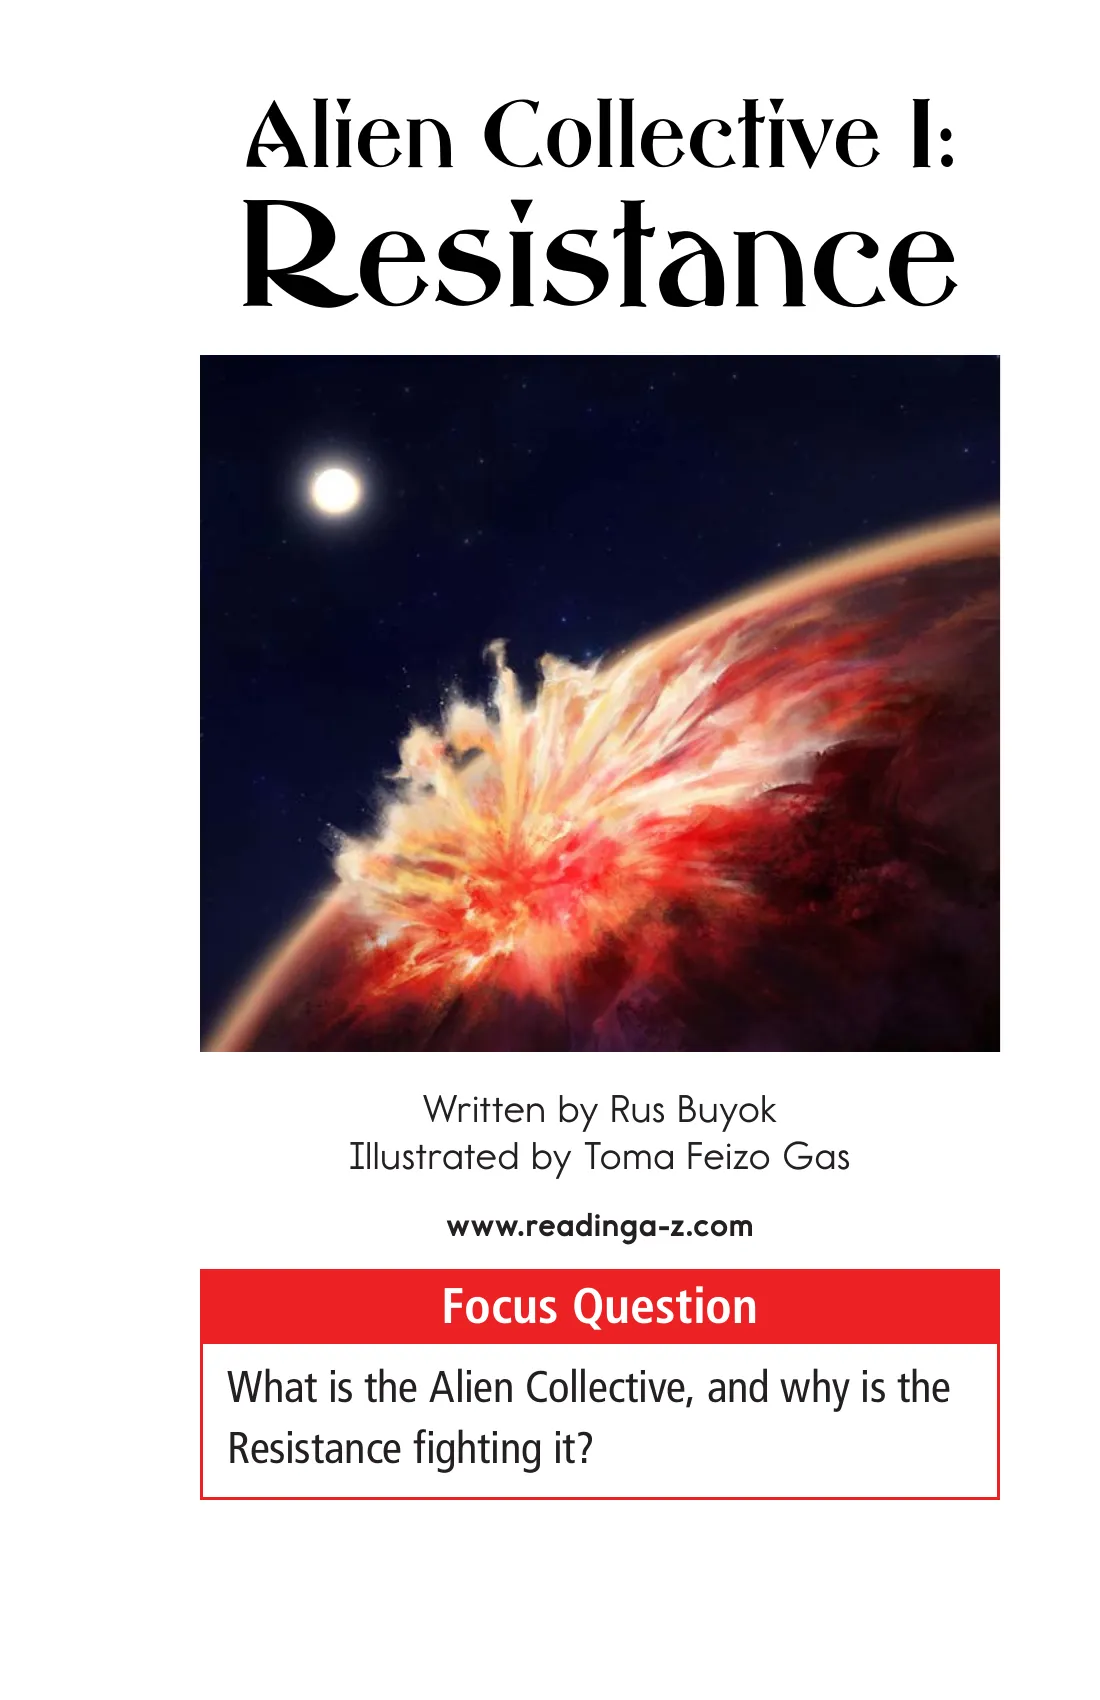 Alien Collective I:
Resistance
Written by Rus Buyok
Illustrated by Toma Feizo Gas
www.readinga-z.com
Focus Question
What is the Alien Collective, and why is the
Resistance fighting it?